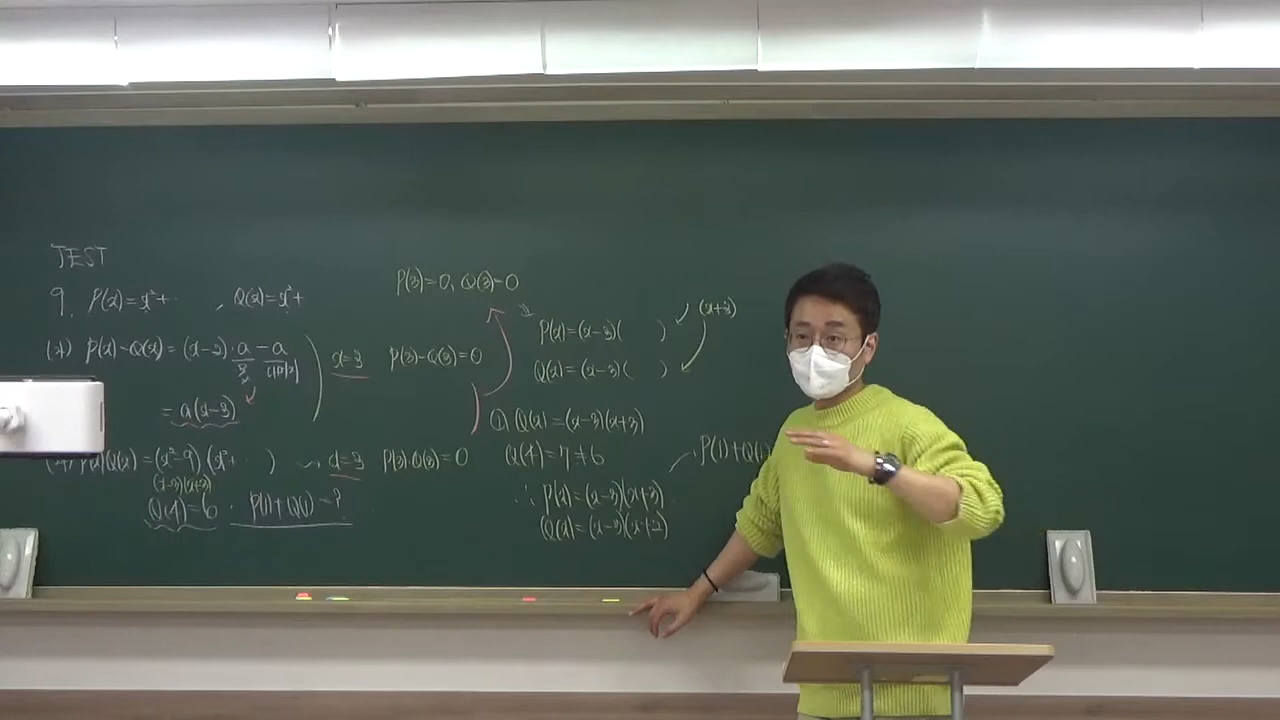 TEST
9. P(x)=x²+· , Q(x)=x²+
(가) P(x)-Q(x)=(x-2)·a-a
=a(x-3)
(나) P(x)Q(x)=(x²-9)(x²+ )
(x-3)(x+3)
Q(4)=6 · P(1)+Q(1)=?
x=3 P(3)-Q(3)=0
x=3 P(3)·Q(3)=0
P(3)=0, Q(3)=0
P(x)=(x-3)( ) (x+3)
Q(x)=(x-3)( )
① Q(x)=(x-3)(x+3)
Q(4)=7≠6
∴ P(x)=(x-3)(x+3)
Q(x)=(x-3)(x+2)
P(1)+Q(1)